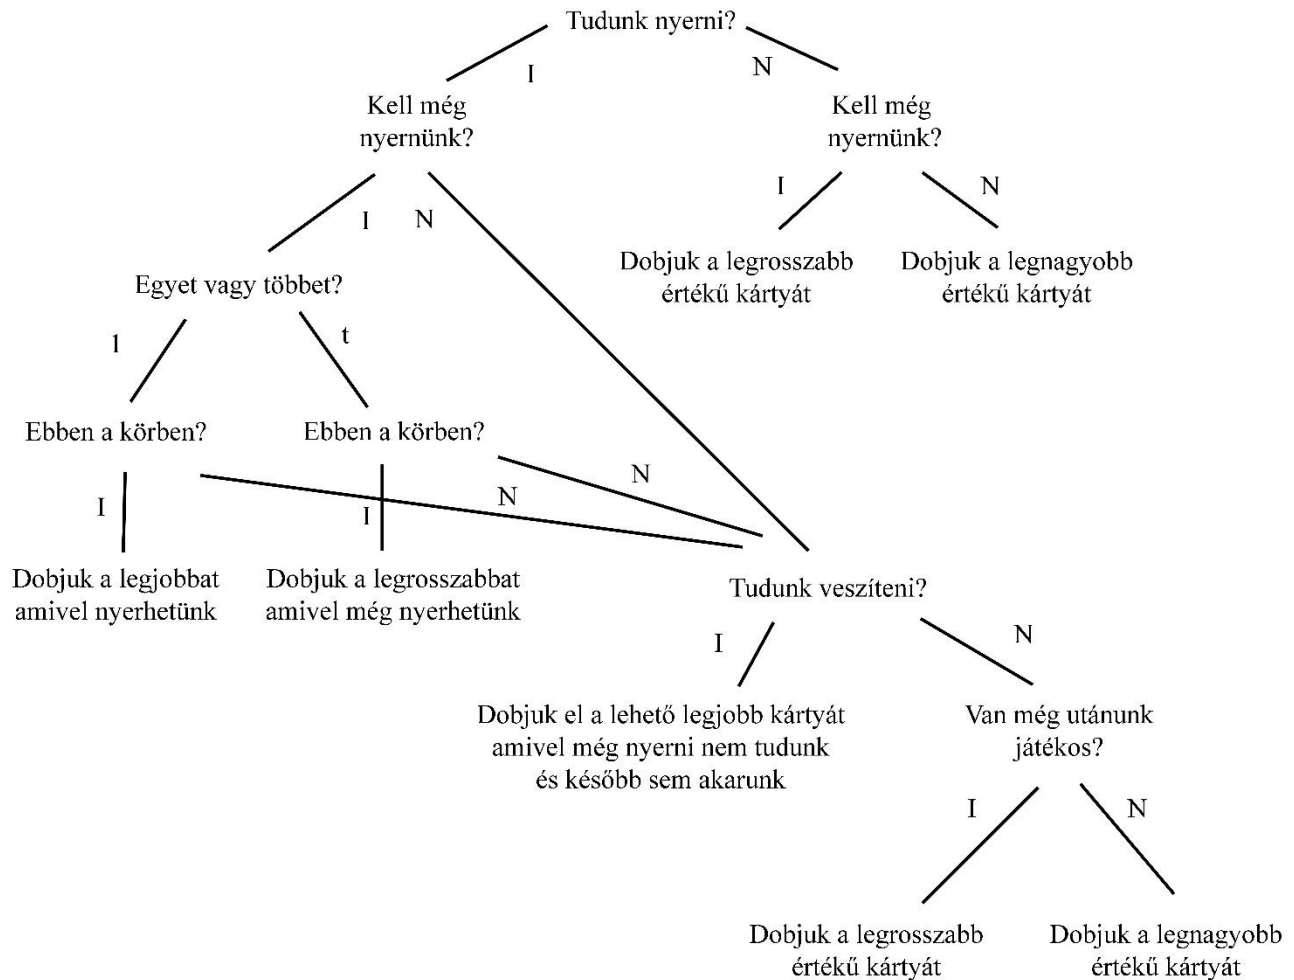 Tudunk nyerni?
I
N
Kell még
nyernünk?
Kell még
nyernünk?
I
N
I
N
Dobjuk a legrosszabb
értékű kártyát
Dobjuk a legnagyobb
értékű kártyát
Egyet vagy többet?
1
t
Ebben a körben?
Ebben a körben?
I
N
I
N
Dobjuk a legjobbat
amivel nyerhetünk
Dobjuk a legrosszabbat
amivel még nyerhetünk
Tudunk veszíteni?
I
N
Dobjuk el a lehető legjobb kártyát
amivel még nyerni nem tudunk
és később sem akarunk
Van még utánunk
játékos?
I
N
Dobjuk a legrosszabb
értékű kártyát
Dobjuk a legnagyobb
értékű kártyát